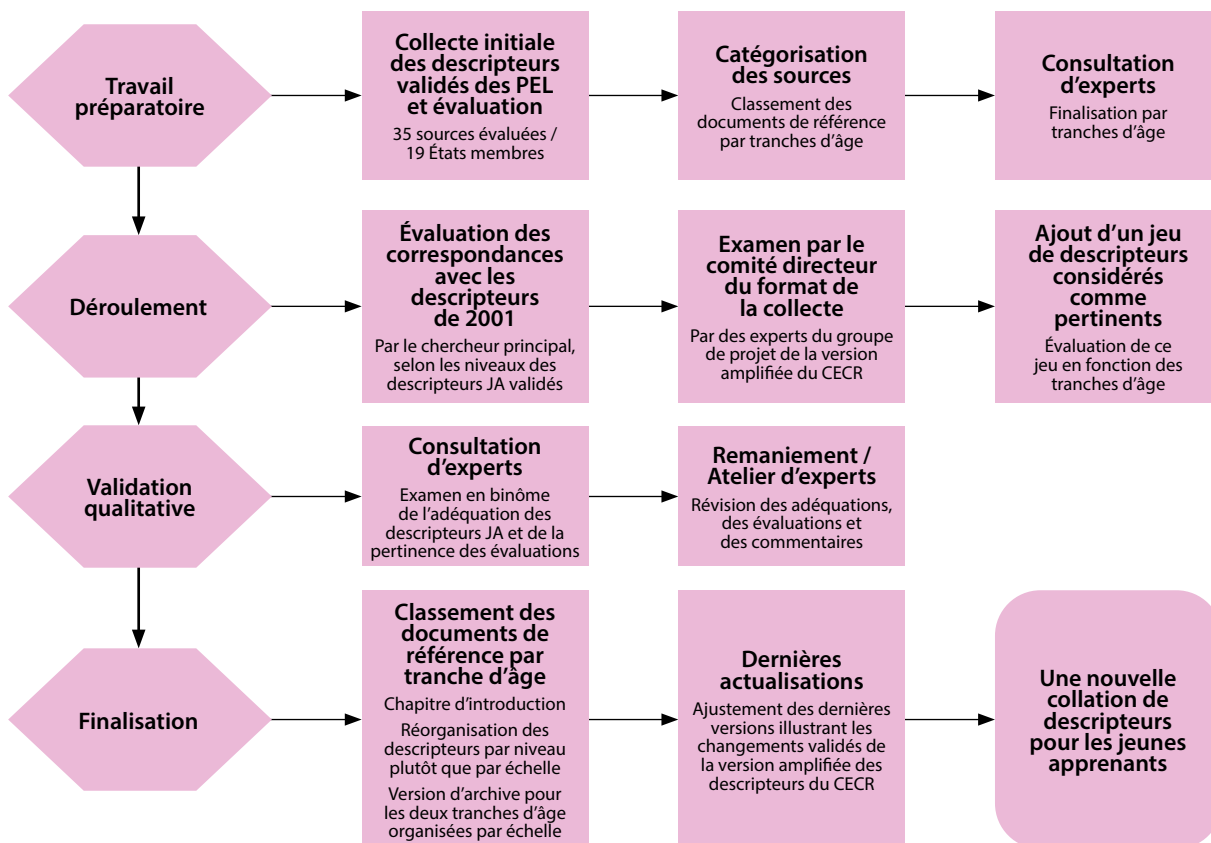 Travail
préparatoire
Collecte initiale
des descripteurs
validés des PEL
et évaluation
35 sources évaluées /
19 États membres
Catégorisation
des sources
Classement des
documents de référence
par tranches d’âge
Consultation
d’experts
Finalisation par
tranches d’âge
Déroulement
Évaluation des
correspondances
avec les
descripteurs
de 2001
Par le chercheur principal,
selon les niveaux des
descripteurs JA validés
Examen par le
comité directeur
du format de
la collecte
Par des experts du groupe
de projet de la version
amplifiée du CECR
Ajout d’un jeu
de descripteurs
considérés
comme
pertinents
Évaluation de ce
jeu en fonction des
tranches d’âge
Validation
qualitative
Consultation
d’experts
Examen en binôme
de l’adéquation des
descripteurs JA et de la
pertinence des évaluations
Remaniement /
Atelier d’experts
Révision des adéquations,
des évaluations et
des commentaires
Finalisation
Classement des
documents de
référence par
tranche d’âge
Chapitre d’introduction
Réorganisation des
descripteurs par niveau
plutôt que par échelle
Version d’archive pour
les deux tranches d’âge
organisées par échelle
Dernières
actualisations
Ajustement des dernières
versions illustrant les
changements validés de
la version amplifiée des
descripteurs du CECR
Une nouvelle
collation de
descripteurs
pour les jeunes
apprenants